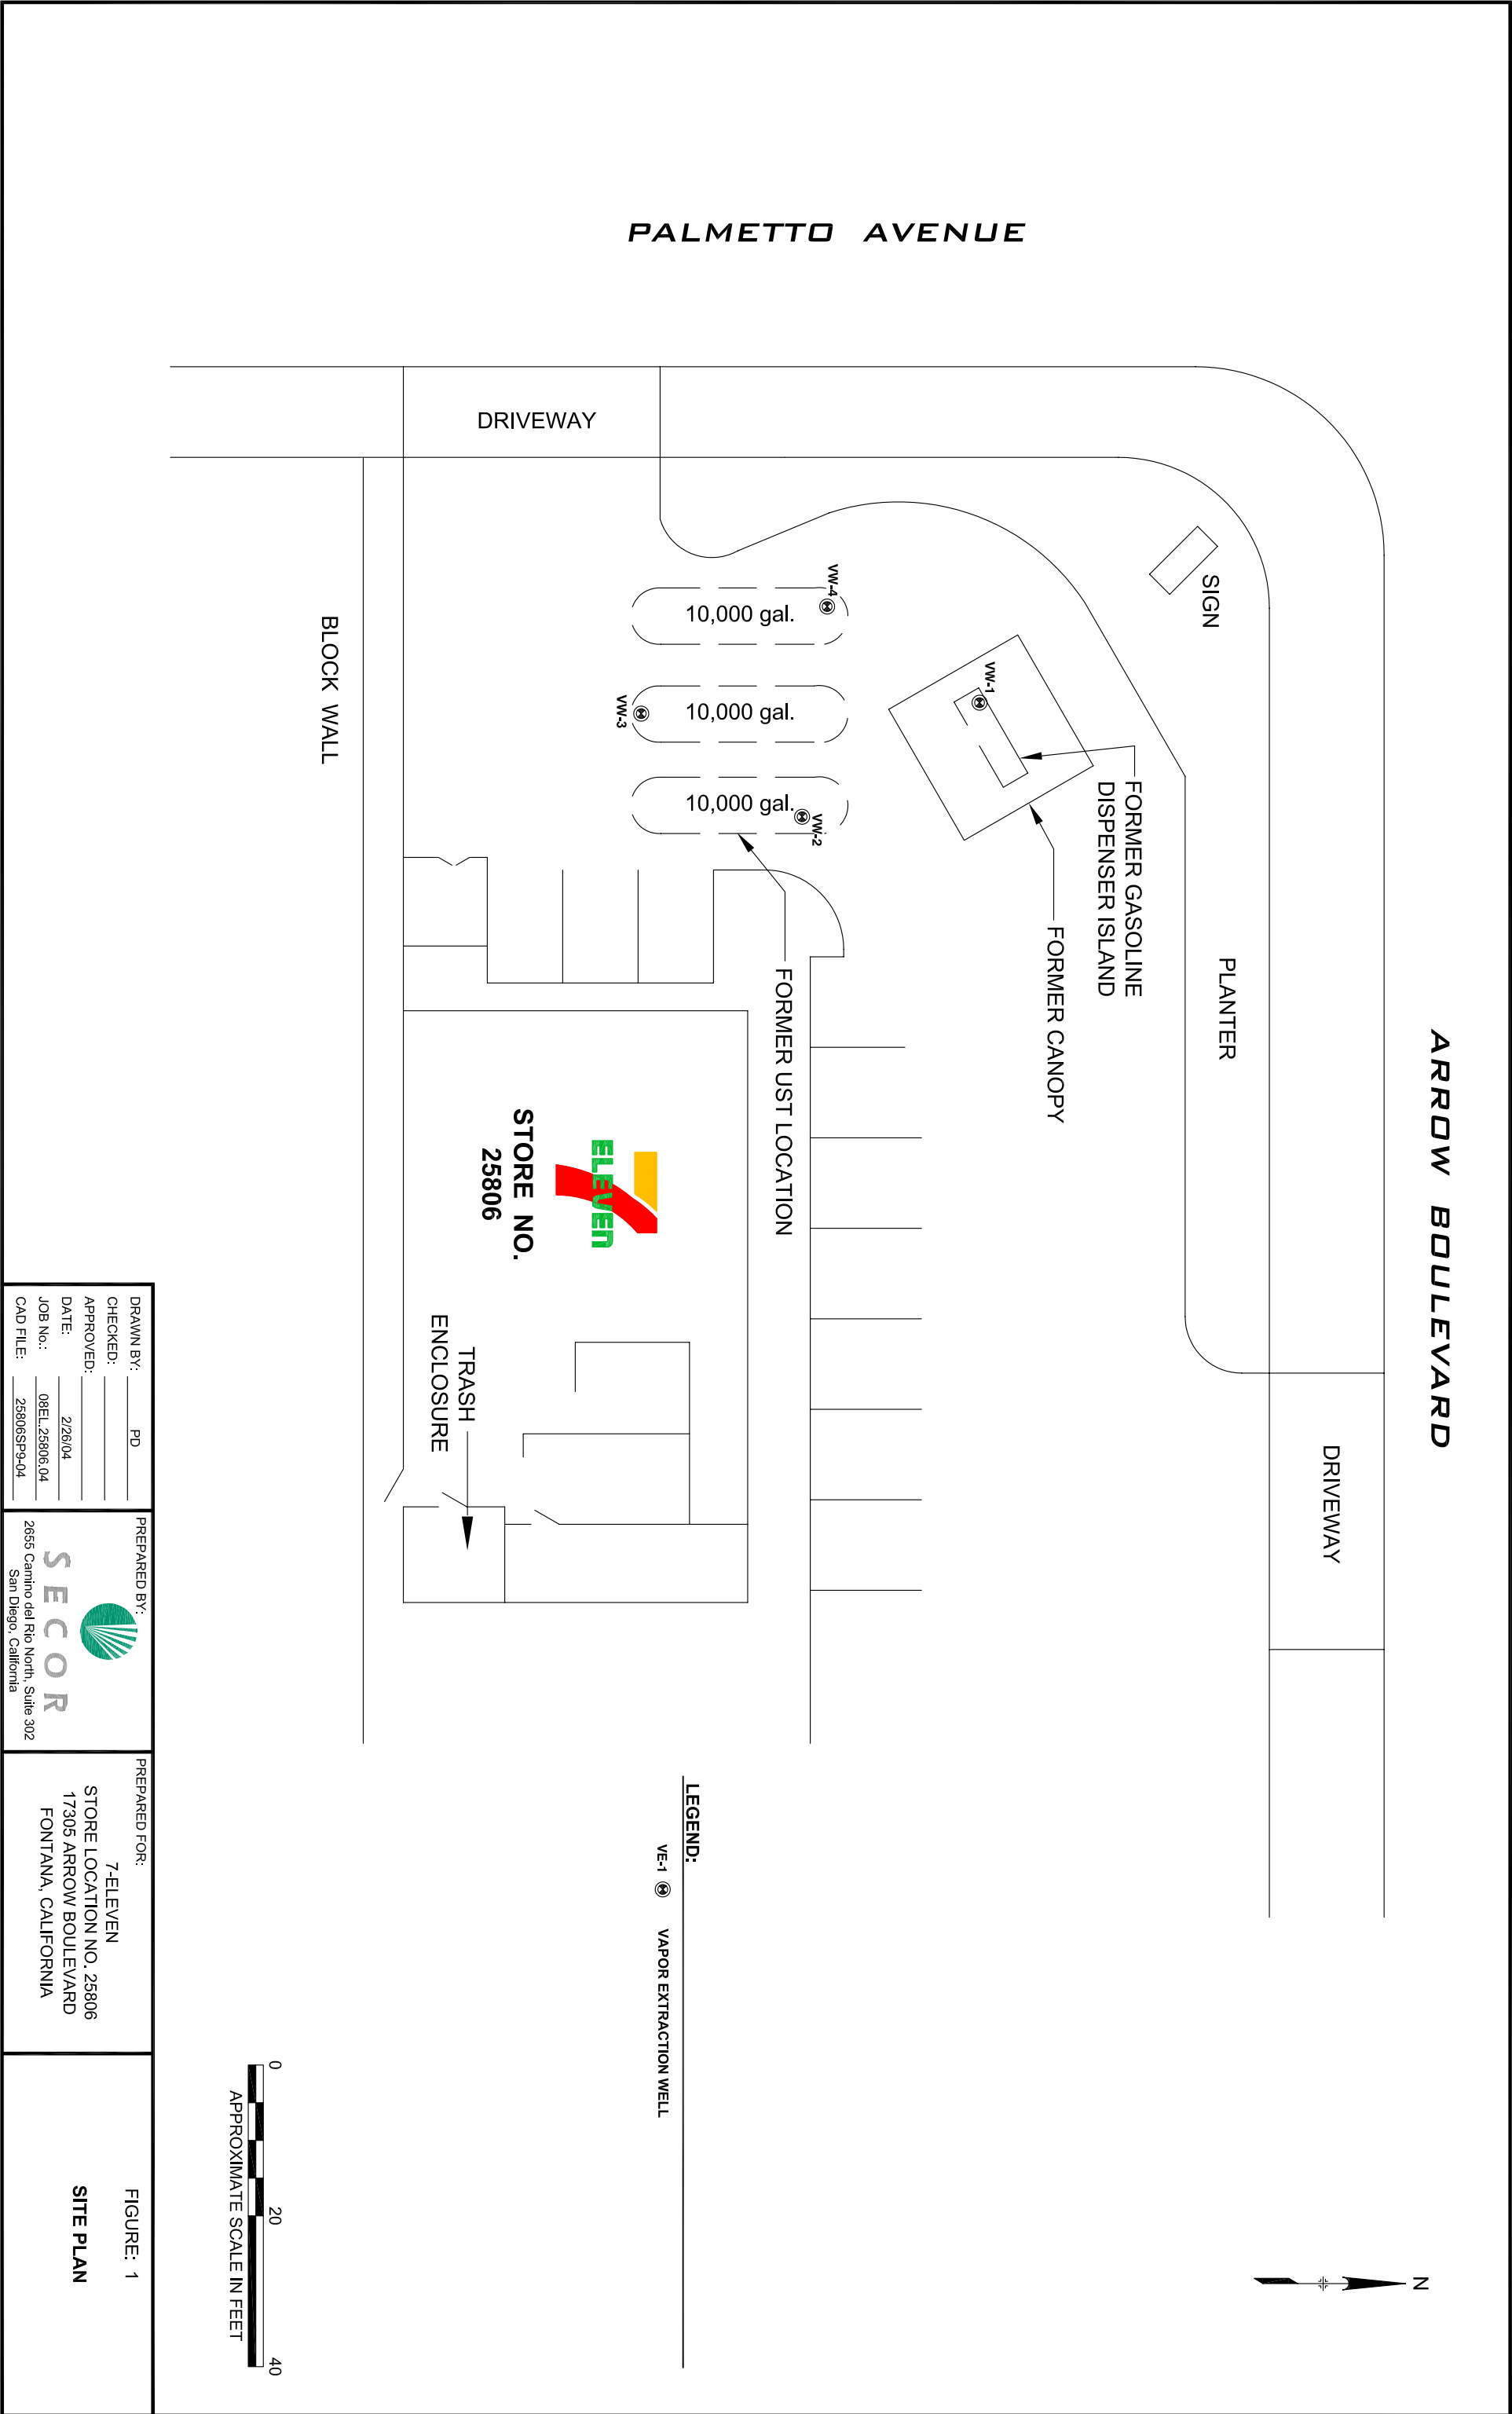 ARROW BOULEVARD
PALMETTO AVENUE
N
DRIVEWAY
DRIVEWAY
SIGN
PLANTER
FORMER GASOLINE
DISPENSER ISLAND
FORMER CANOPY
VW-1
VW-4
10,000 gal.
VW-3
10,000 gal.
VW-2
10,000 gal.
FORMER UST LOCATION
BLOCK WALL
7
ELEVEn
STORE NO.
25806
TRASH
ENCLOSURE
LEGEND:
VE-1 VAPOR EXTRACTION WELL
0 20 40
APPROXIMATE SCALE IN FEET
DRAWN BY: PD
CHECKED:
APPROVED:
DATE: 2/26/04
JOB No.: 08EL.25806.04
CAD FILE: 25806SP9-04
PREPARED BY:
SECOR
2655 Camino del Rio North, Suite 302
San Diego, California
PREPARED FOR:
7-ELEVEN
STORE LOCATION NO. 25806
17305 ARROW BOULEVARD
FONTANA, CALIFORNIA
FIGURE: 1
SITE PLAN